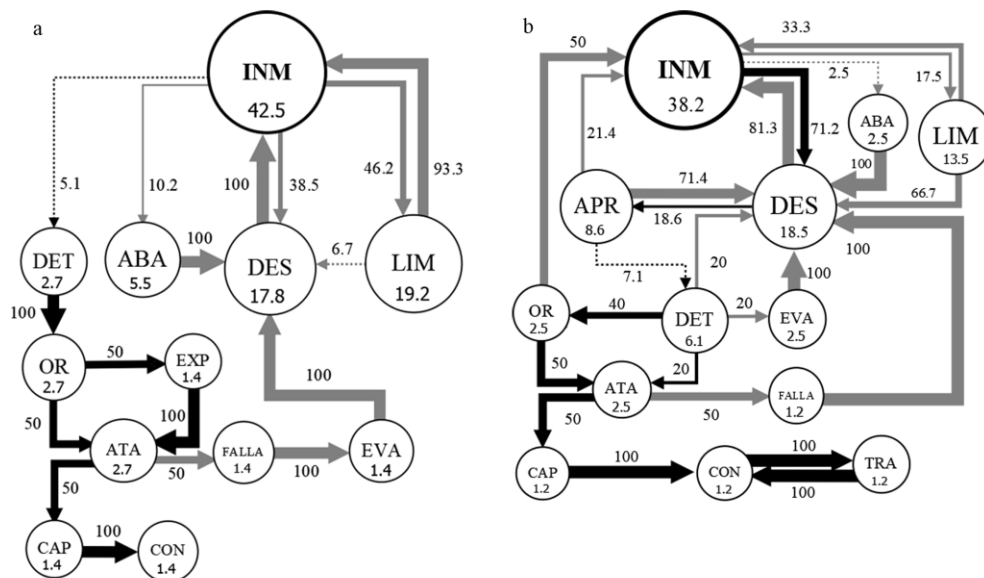 a
INM
42.5
5.1
10.2
100
38.5
46.2
93.3
DET
2.7
ABA
5.5
100
DES
17.8
6.7
LIM
19.2
100
OR
2.7
50
EXP
1.4
100
50
100
ATA
2.7
50
FALLA
1.4
100
EVA
1.4
50
CAP
1.4
100
CON
1.4
b
50
INM
38.2
33.3
2.5
17.5
21.4
81.3
71.2
ABA
2.5
LIM
13.5
100
APR
8.6
71.4
18.6
DES
18.5
66.7
100
7.1
20
100
OR
2.5
40
DET
6.1
20
EVA
2.5
50
20
ATA
2.5
50
50
FALLA
1.2
CAP
1.2
100
CON
1.2
100
100
TRA
1.2